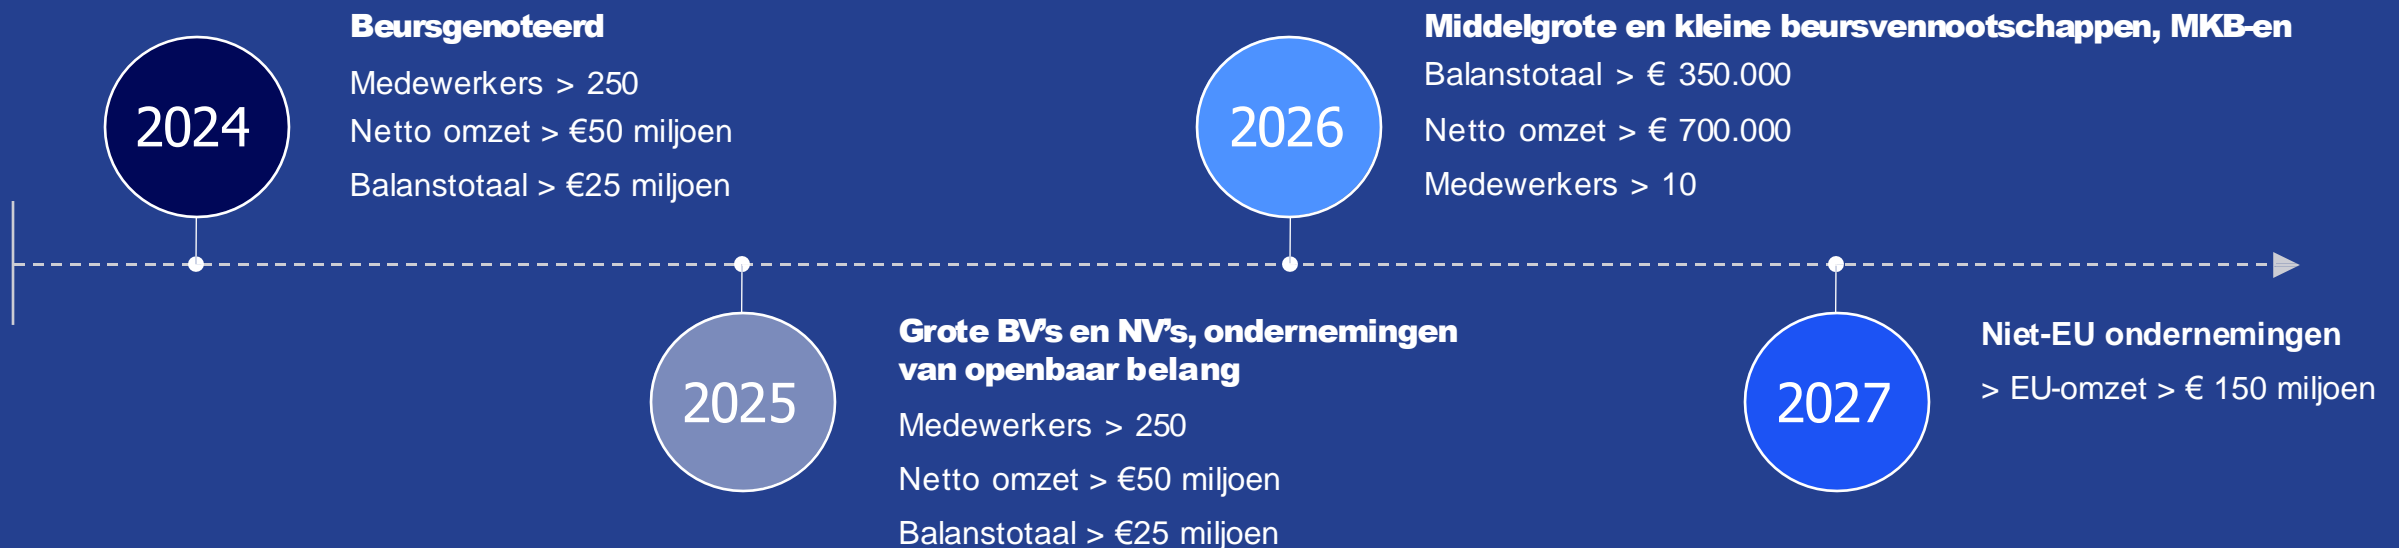 2024
Beursgenoteerd
Medewerkers > 250
Netto omzet > €50 miljoen
Balanstotaal > €25 miljoen
2025
Grote BV's en NV's, ondernemingen
van openbaar belang
Medewerkers > 250
Netto omzet > €50 miljoen
Balanstotaal > €25 miljoen
2026
Middelgrote en kleine beursvennootschappen, MKB-en
Balanstotaal > € 350.000
Netto omzet > € 700.000
Medewerkers > 10
2027
Niet-EU ondernemingen
> EU-omzet > € 150 miljoen